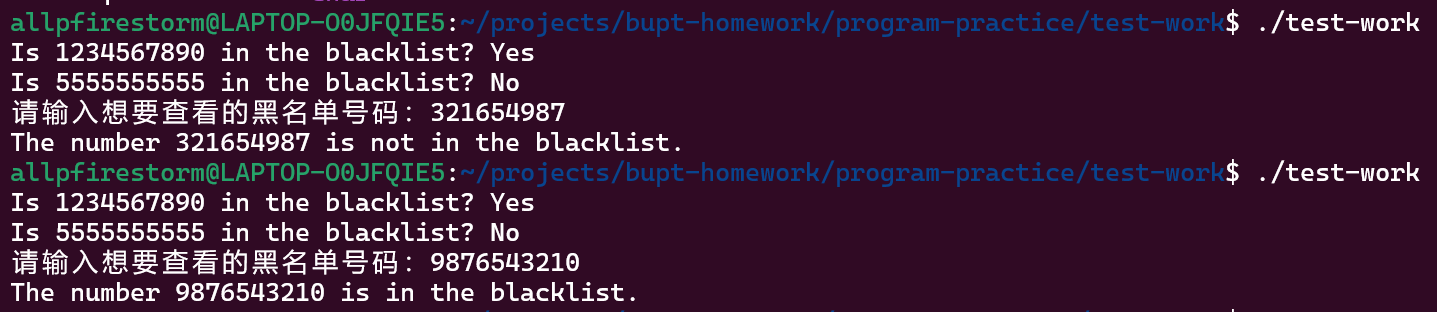 allpfirestorm@LAPTOP-O0JFQIE5:~/projects/bupt-homework/program-practice/test-work$ ./test-work
Is 1234567890 in the blacklist? Yes
Is 5555555555 in the blacklist? No
请输入想要查看的黑名单号码：321654987
The number 321654987 is not in the blacklist.
allpfirestorm@LAPTOP-O0JFQIE5:~/projects/bupt-homework/program-practice/test-work$ ./test-work
Is 1234567890 in the blacklist? Yes
Is 5555555555 in the blacklist? No
请输入想要查看的黑名单号码：9876543210
The number 9876543210 is in the blacklist.